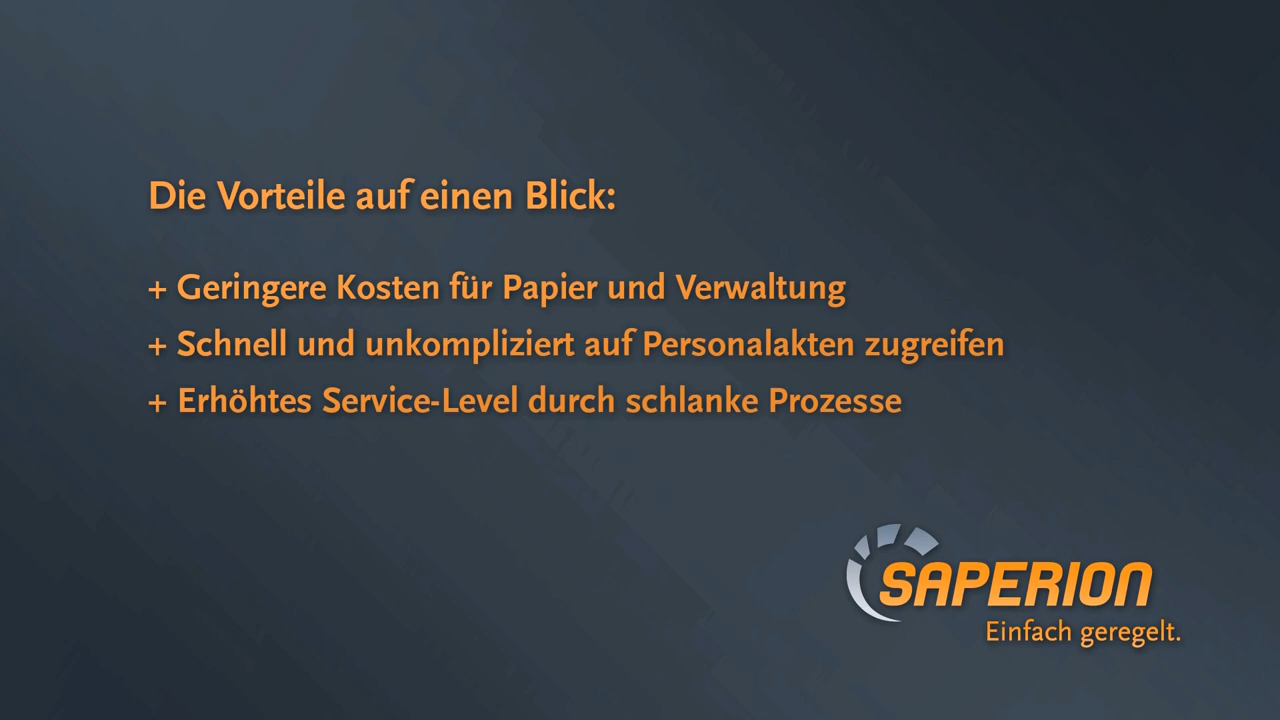 Die Vorteile auf einen Blick:
+ Geringere Kosten für Papier und Verwaltung
+ Schnell und unkompliziert auf Personalakten zugreifen
+ Erhöhtes Service-Level durch schlanke Prozesse
SAPERION
Einfach geregelt.